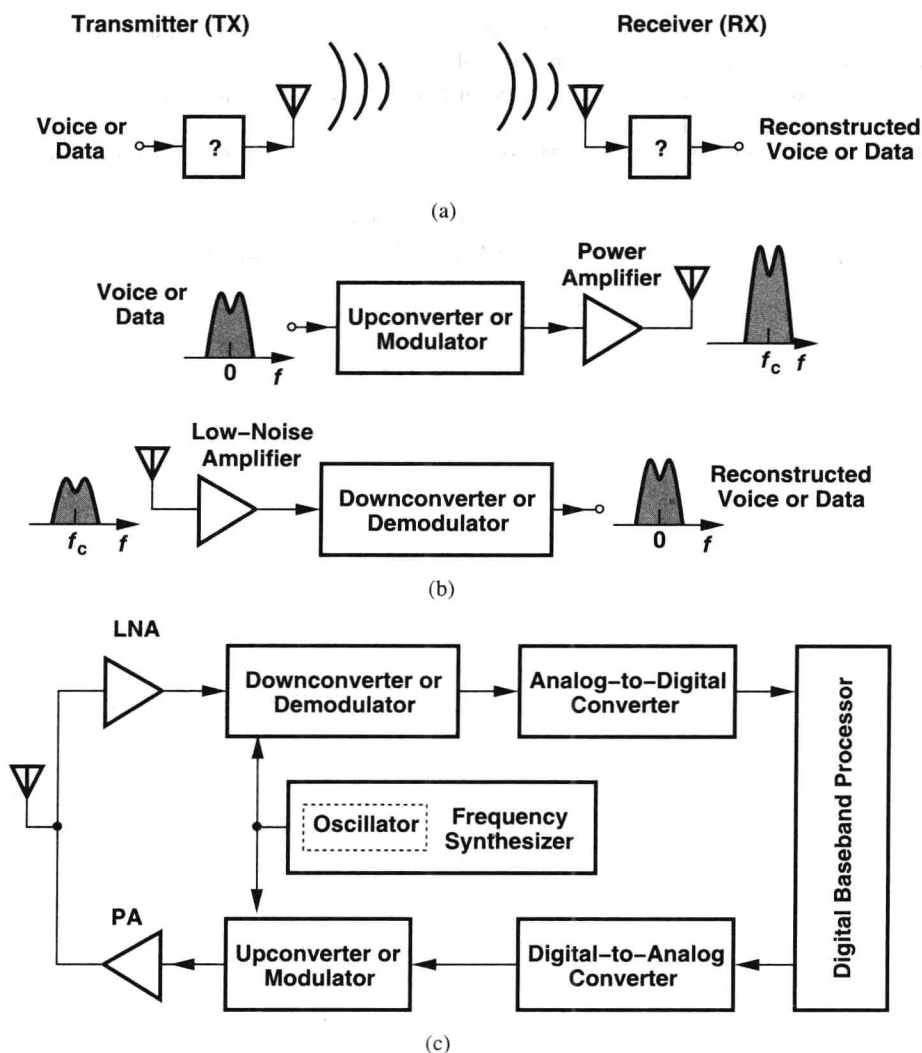 Transmitter (TX)
Receiver (RX)
Voice or
Data
?
?
Reconstructed
Voice or Data
(a)
Voice or
Data
0
f
Upconverter or
Modulator
Power
Amplifier
f c
f
f c
f
Low–Noise
Amplifier
Downconverter or
Demodulator
0
f
Reconstructed
Voice or Data
(b)
LNA
Downconverter or
Demodulator
Analog–to–Digital
Converter
Digital Baseband Processor
Oscillator
Frequency
Synthesizer
PA
Upconverter or
Modulator
Digital–to–Analog
Converter
(c)